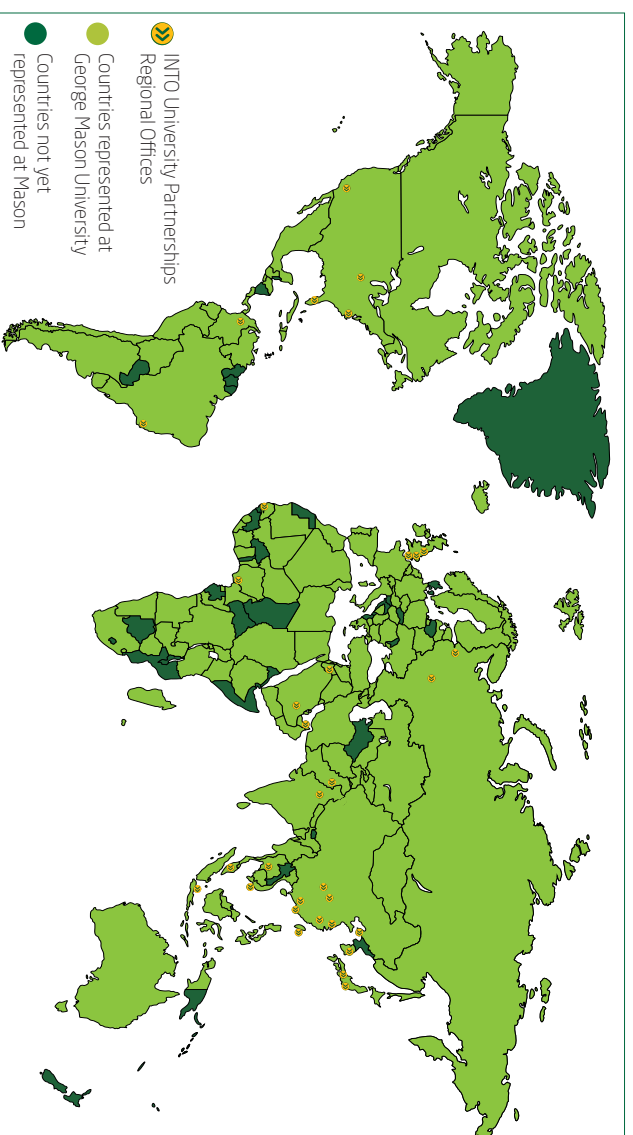 INTO University Partnerships
Regional Offices
Countries represented at
George Mason University
Countries not yet
represented at Mason